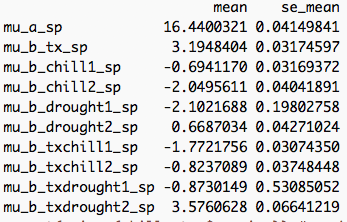 mean se_mean
mu_a_sp 16.4400321 0.04149841
mu_b_tx_sp 3.1948404 0.03174597
mu_b_chill1_sp -0.6941170 0.03169372
mu_b_chill2_sp -2.0495611 0.04041891
mu_b_drought1_sp -2.1021688 0.19802758
mu_b_drought2_sp 0.6687034 0.04271024
mu_b_txchill1_sp -1.7721756 0.03074350
mu_b_txchill2_sp -0.8237089 0.03748448
mu_b_txdrought1_sp -0.8730149 0.53085052
mu_b_txdrought2_sp 3.5760628 0.06641219